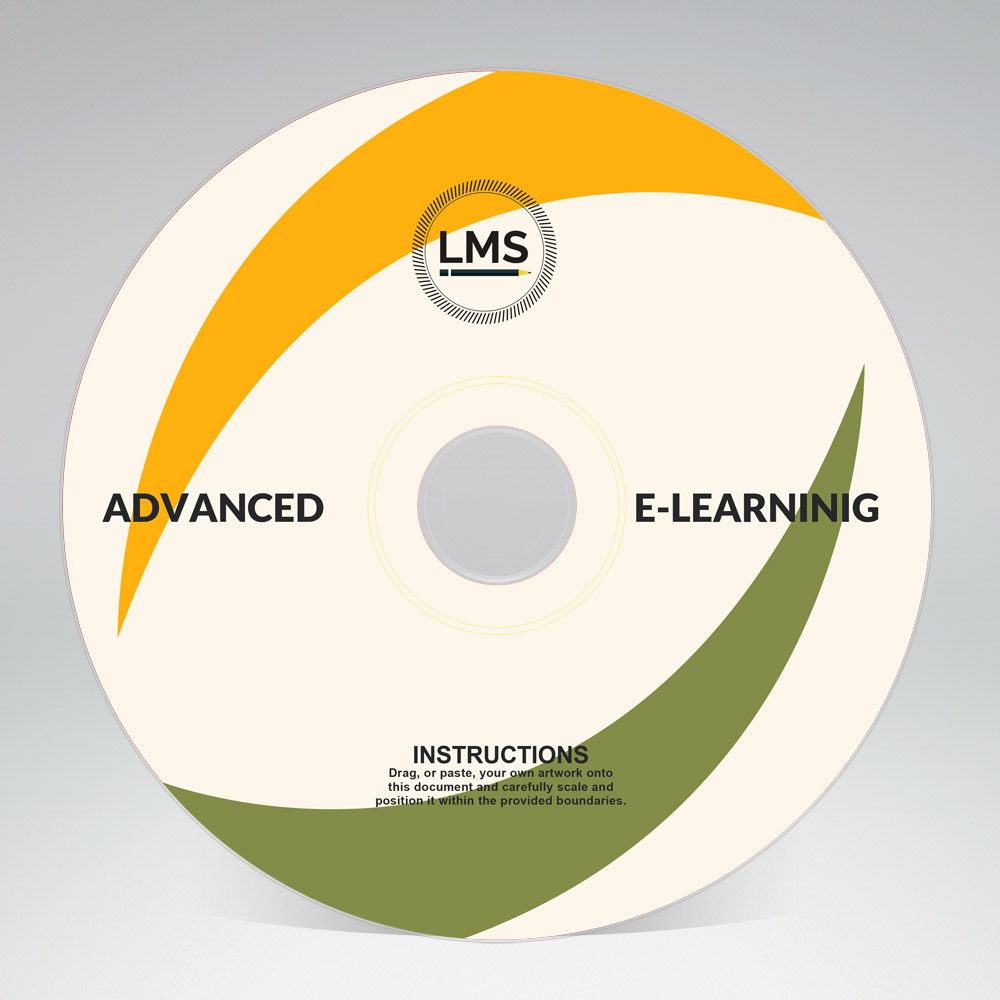 LMS
ADVANCED
E-LEARNINIG
INSTRUCTIONS
Drag, or paste, your own artwork onto
this document and carefully scale and
position it within the provided boundaries.